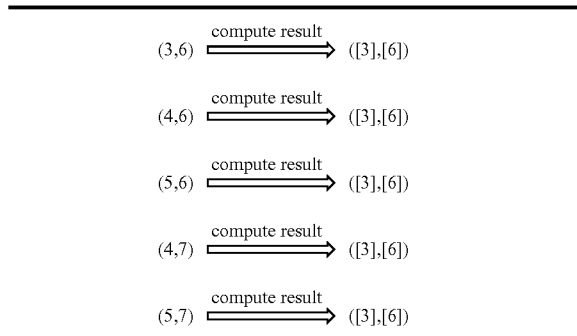 compute result
(3,6) ([3],[6])
compute result
(4,6) ([3],[6])
compute result
(5,6) ([3],[6])
compute result
(4,7) ([3],[6])
compute result
(5,7) ([3],[6])